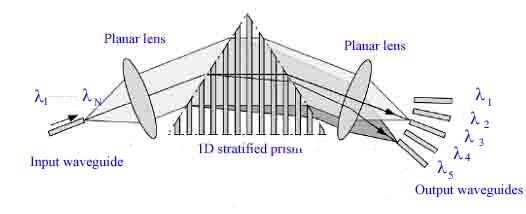 Planar lens
Planar lens
λ1 ............ λN
λ1
λ2
λ3
λ4
λ5
Input waveguide
1D stratified prism
Output waveguides